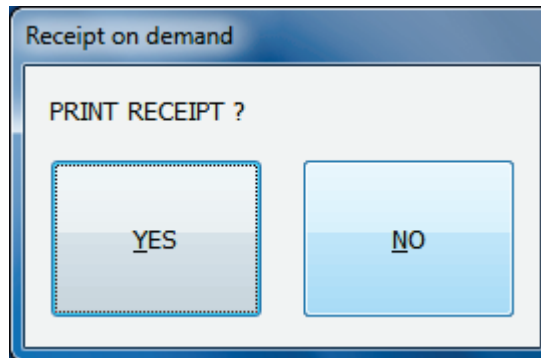 Receipt on demand
PRINT RECEIPT ?
YES NO